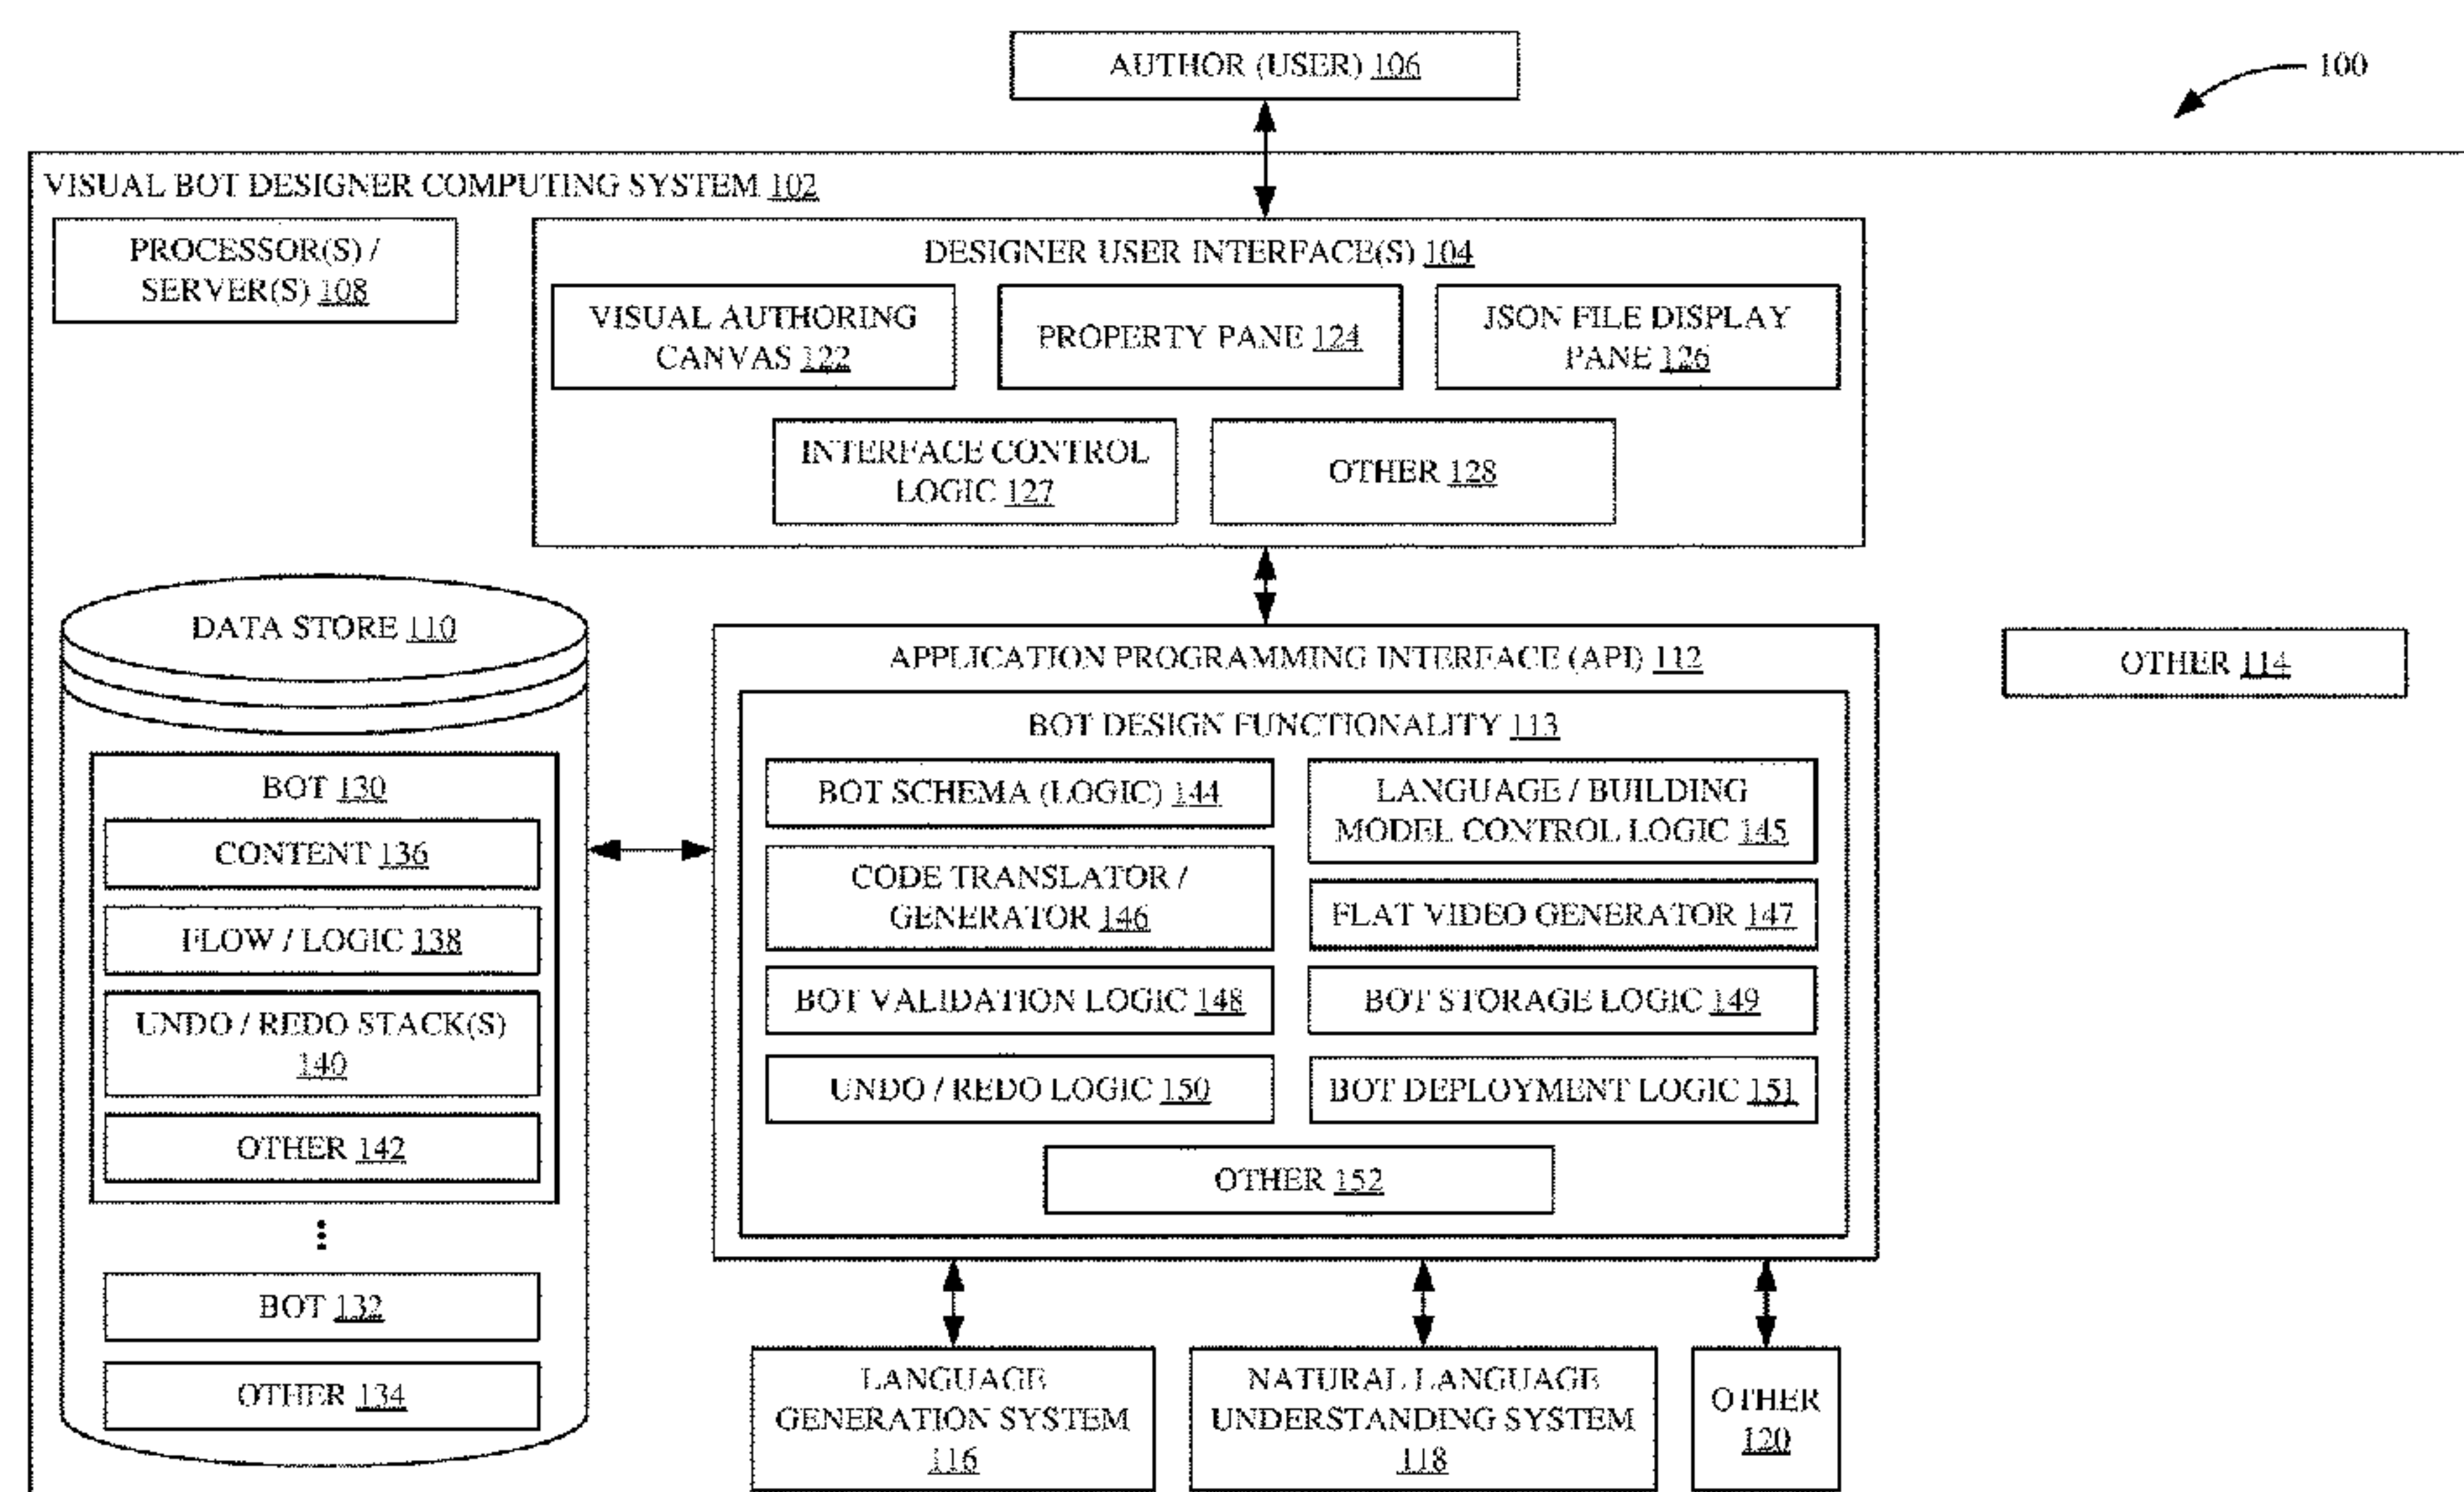 AUTHOR (USER) 106
100
VISUAL BOT DESIGNER COMPUTING SYSTEM 102
PROCESSOR(S) /
SERVER(S) 108
DESIGNER USER INTERFACE(S) 104
VISUAL AUTHORING
CANVAS 122
PROPERTY PANE 124
JSON FILE DISPLAY
PANE 126
INTERFACE CONTROL
LOGIC 127
OTHER 128
DATA STORE 110
BOT 130
CONTENT 136
FLOW / LOGIC 138
UNDO / REDO STACK(S)
140
OTHER 142
BOT 132
OTHER 134
APPLICATION PROGRAMMING INTERFACE (API) 112
BOT DESIGN FUNCTIONALITY 113
BOT SCHEMA (LOGIC) 144
LANGUAGE / BUILDING
MODEL CONTROL LOGIC 145
CODE TRANSLATOR /
GENERATOR 146
FLAT VIDEO GENERATOR 147
BOT VALIDATION LOGIC 148
BOT STORAGE LOGIC 149
UNDO / REDO LOGIC 150
BOT DEPLOYMENT LOGIC 151
OTHER 152
OTHER 114
LANGUAGE
GENERATION SYSTEM
116
NATURAL LANGUAGE
UNDERSTANDING SYSTEM
118
OTHER
120